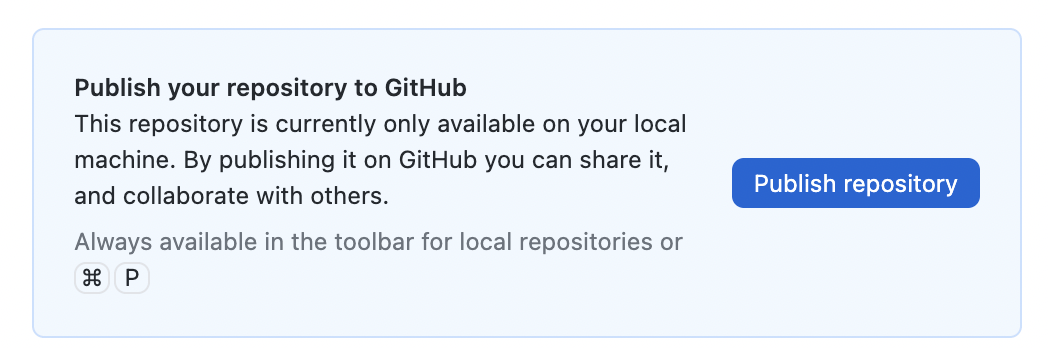 Publish your repository to GitHub
This repository is currently only available on your local
machine. By publishing it on GitHub you can share it,
and collaborate with others.
Publish repository
Always available in the toolbar for local repositories or
⌘ P